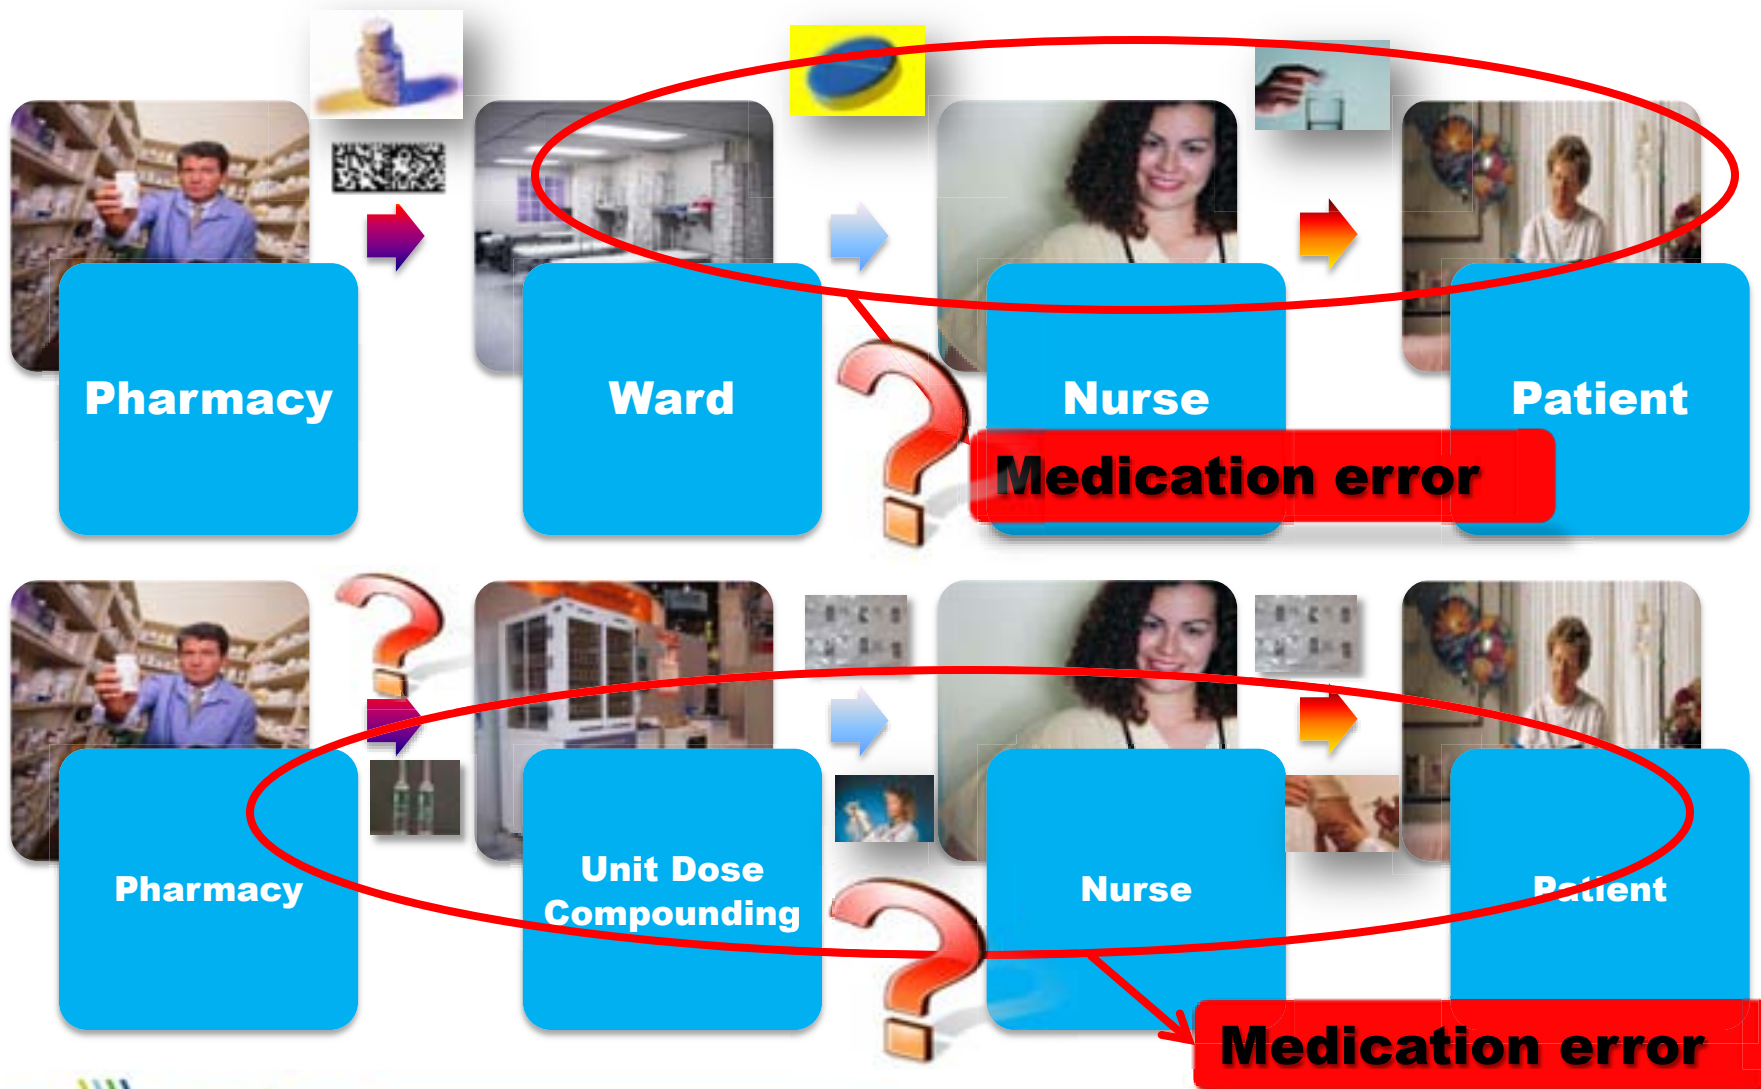 Pharmacy
Ward
Nurse
Patient
Medication error
Pharmacy
Unit Dose
Compounding
Nurse
Patient
Medication error